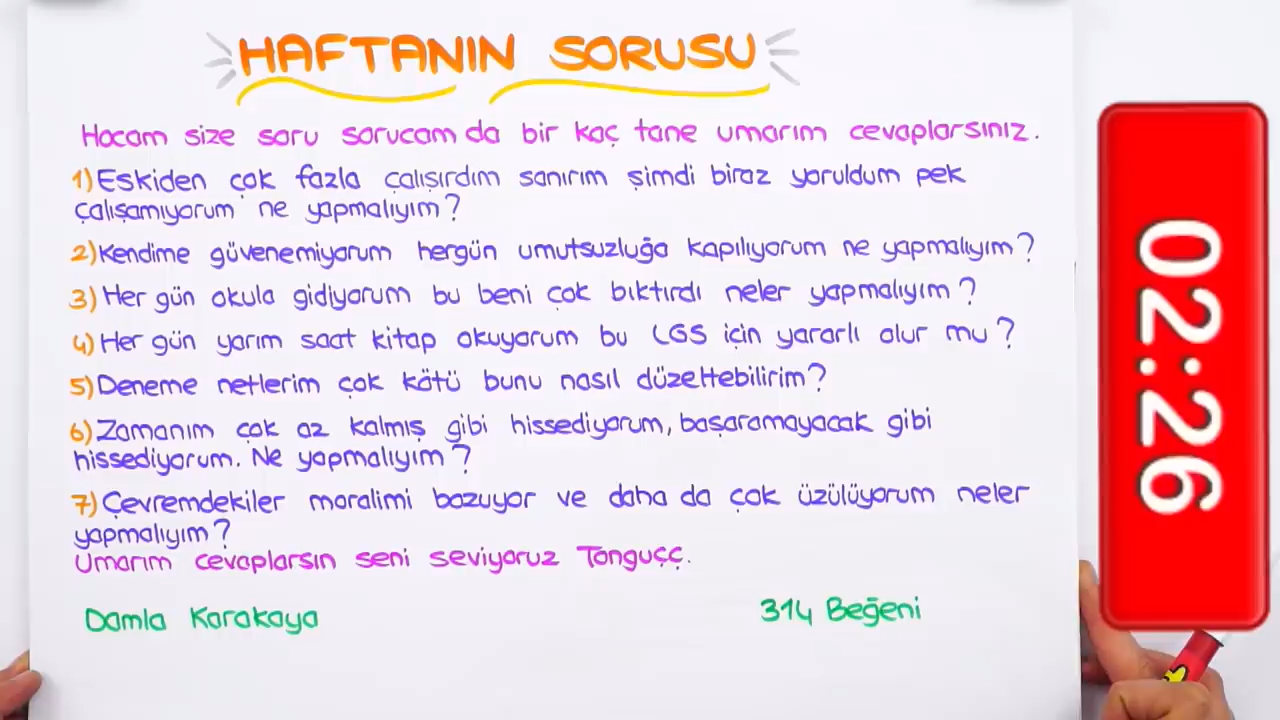 HAFTANIN SORUSU
Hocam size soru sorucam da bir kaç tane umarım cevaplarsınız.
1) Eskiden çok fazla çalışırdım sanırım şimdi biraz yoruldum pek
çalışamıyorum ne yapmalıyım?
2) Kendime güvenemiyorum hergün umutsuzluğa kapılıyorum ne yapmalıyım?
3) Her gün okula gidiyorum bu beni çok bıktırdı neler yapmalıyım?
4) Her gün yarım saat kitap okuyorum bu LGS için yararlı olur mu?
5) Deneme netlerim çok kötü bunu nasıl düzeltebilirim?
6) Zamanım çok az kalmış gibi hissediyorum, başaramayacak gibi
hissediyorum. Ne yapmalıyım?
7) Çevremdekiler moralimi bozuyor ve daha da çok üzülüyorum neler
yapmalıyım?
Umarım cevaplarsın seni seviyoruz Tonguçç.
Damla Karakaya
314 Beğeni
02:26